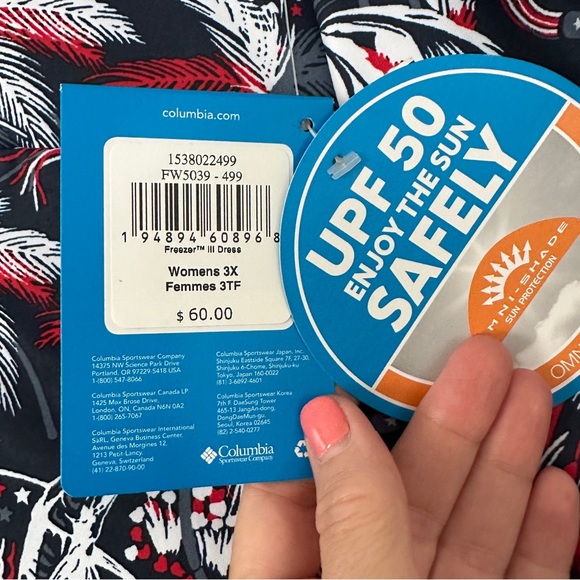 columbia.com
1538022499
FW5039 - 499
1 94894 60896 8
Freezer™ III Dress
Womens 3X
Femmes 3TF
$ 60.00
Columbia Sportswear Company
14375 NW Science Park Drive
Portland, OR 97229-5418 USA
1-(800) 547-8066
Columbia Sportswear Canada LP
1425 Max Brose Drive,
London, ON, Canada N6N 0A2
1-(800) 265-7067
Columbia Sportswear International
SaRL, Geneva Business Center
Avenue des Morgines 12,
1213 Petit-Lancy.
Geneva, Switzerland
(41) 22-870-90-00
Columbia Sportswear Japan, Inc.
Shinjuku Eastside Square 7F, 27-30,
Shinjuku 6-Chome, Shinjuku-ku
Tokyo, Japan 160-0022
(81) 3-6892-4601
Columbia Sportswear Korea
7th F. DaeSung Tower
465-13 JangAn-dong,
DongDaeMun-gu,
Seoul, Korea 02645
(82) 2-540-0277
Columbia
Sportswear Company
UPF 50
ENJOY THE SUN
SAFELY
MNI-SHADE
SUN PROTECTION
OMN